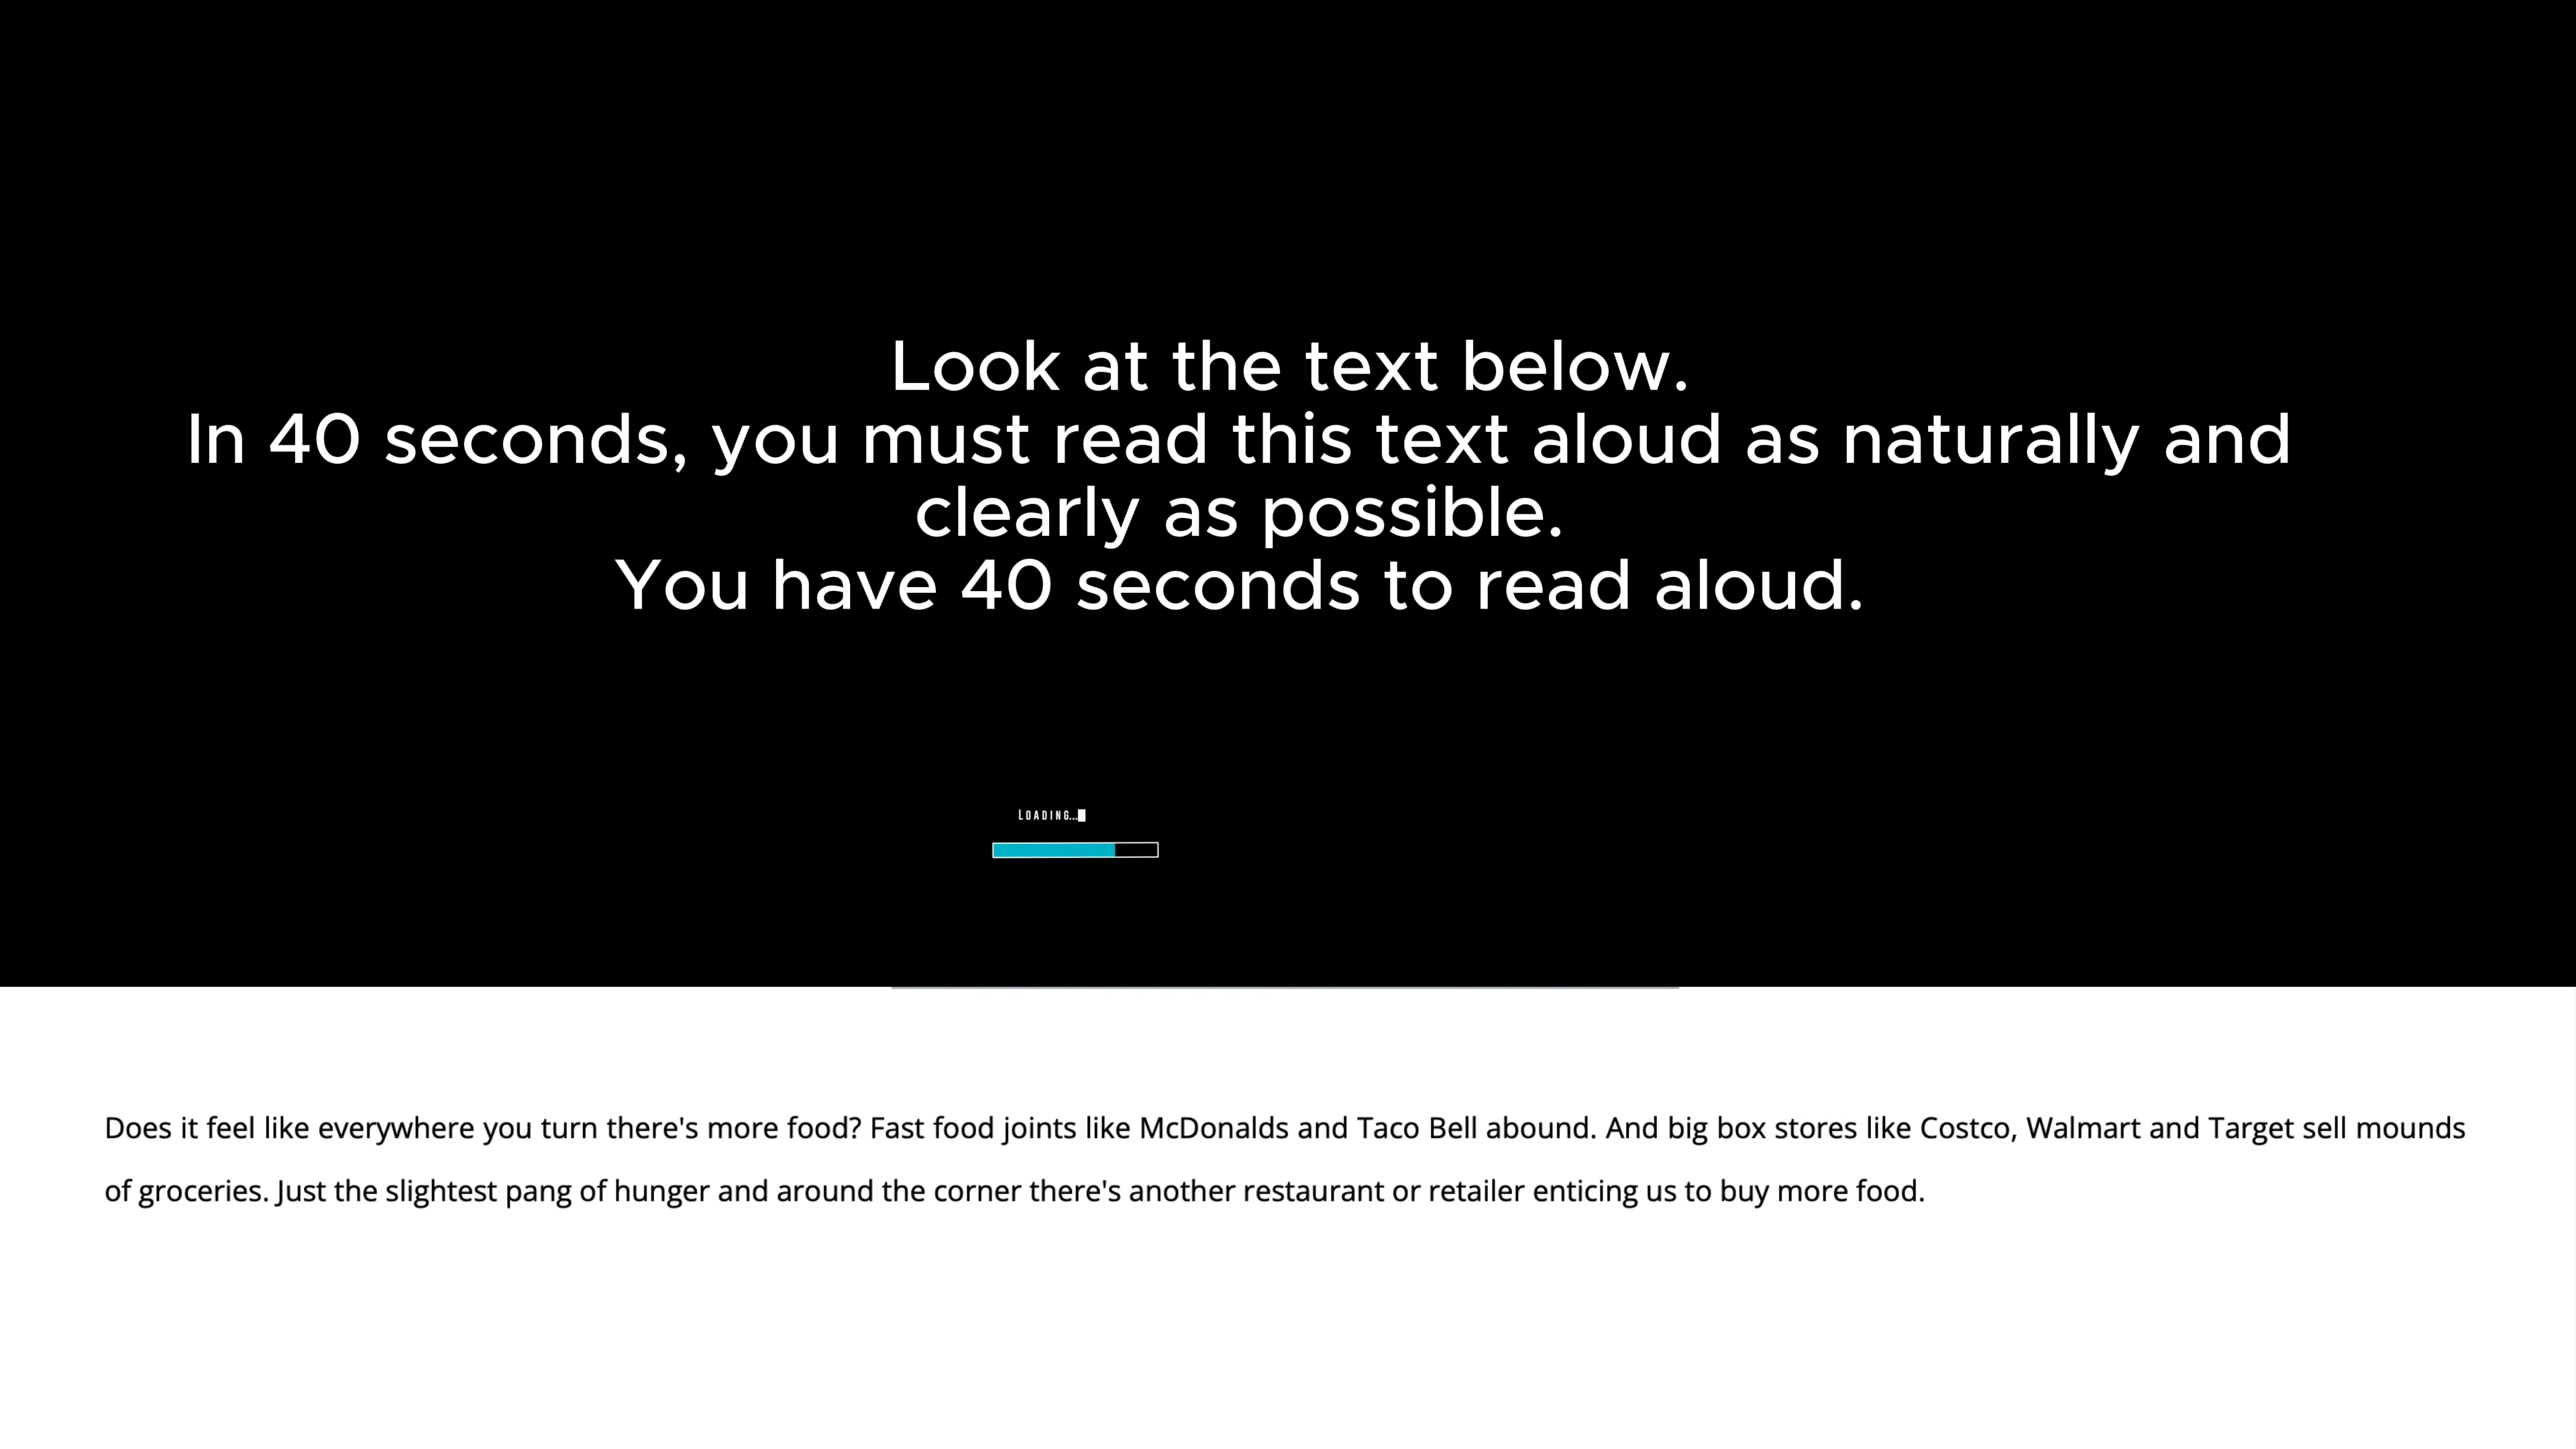 Look at the text below.
In 40 seconds, you must read this text aloud as naturally and
clearly as possible.
You have 40 seconds to read aloud.
LOADING...
Does it feel like everywhere you turn there's more food? Fast food joints like McDonalds and Taco Bell abound. And big box stores like Costco, Walmart and Target sell mounds
of groceries. Just the slightest pang of hunger and around the corner there's another restaurant or retailer enticing us to buy more food.